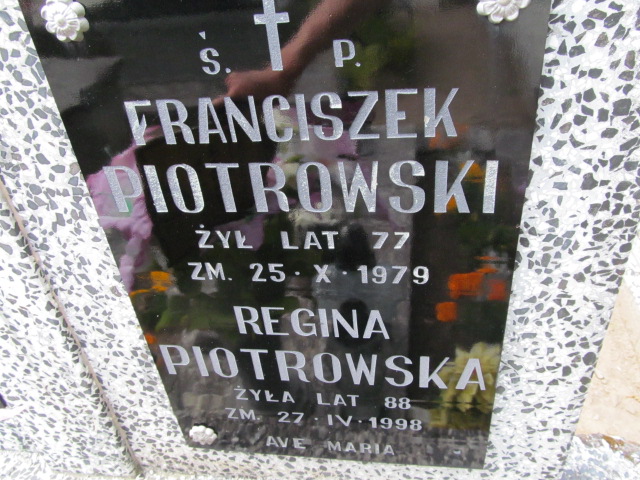 Ś. P.
FRANCISZEK
PIOTROWSKI
ŻYŁ LAT 77
ZM. 25·X·1979
REGINA
PIOTROWSKA
ŻYŁA LAT 88
ZM. 27·IV·1998
AVE MARIA